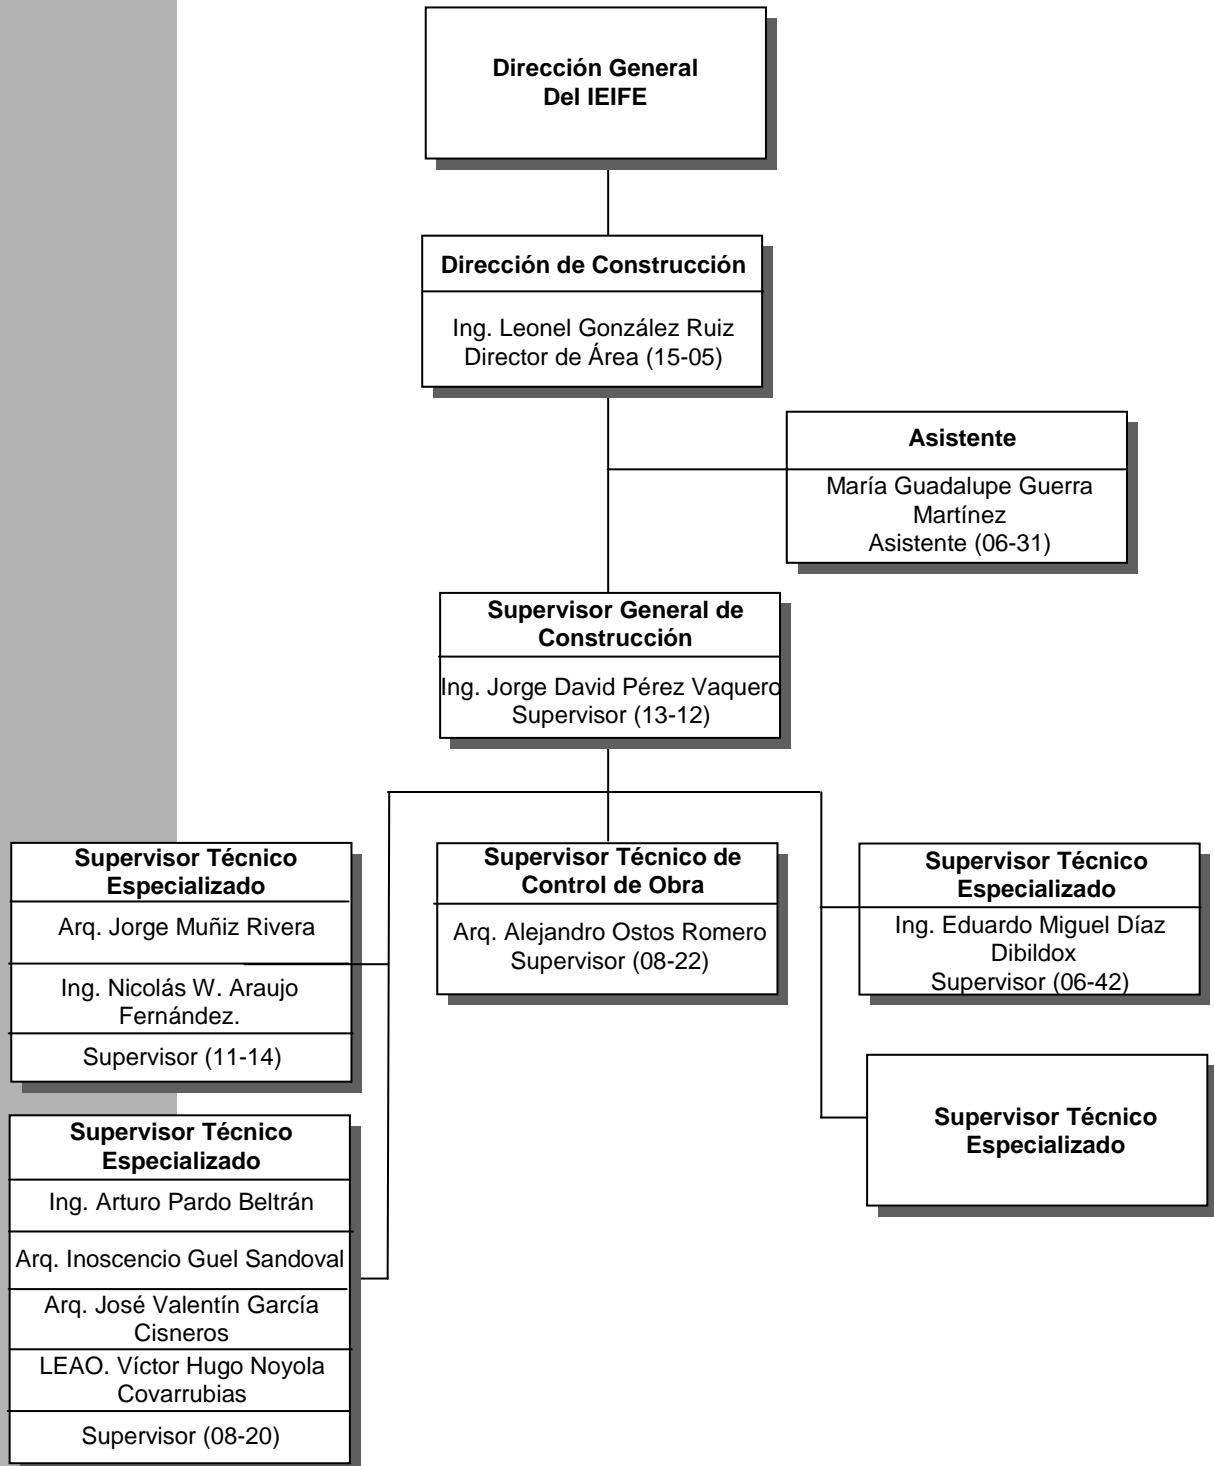 Dirección General
Del IEIFE
Dirección de Construcción
Ing. Leonel González Ruiz
Director de Área (15-05)
Asistente
María Guadalupe Guerra
Martínez
Asistente (06-31)
Supervisor General de
Construcción
Ing. Jorge David Pérez Vaquero
Supervisor (13-12)
Supervisor Técnico
Especializado
Arq. Jorge Muñiz Rivera
Ing. Nicolás W. Araujo
Fernández.
Supervisor (11-14)
Supervisor Técnico de
Control de Obra
Arq. Alejandro Ostos Romero
Supervisor (08-22)
Supervisor Técnico
Especializado
Ing. Eduardo Miguel Díaz
Dibildox
Supervisor (06-42)
Supervisor Técnico
Especializado
Ing. Arturo Pardo Beltrán
Arq. Inoscencio Guel Sandoval
Arq. José Valentín García
Cisneros
LEAO. Víctor Hugo Noyola
Covarrubias
Supervisor (08-20)
Supervisor Técnico
Especializado